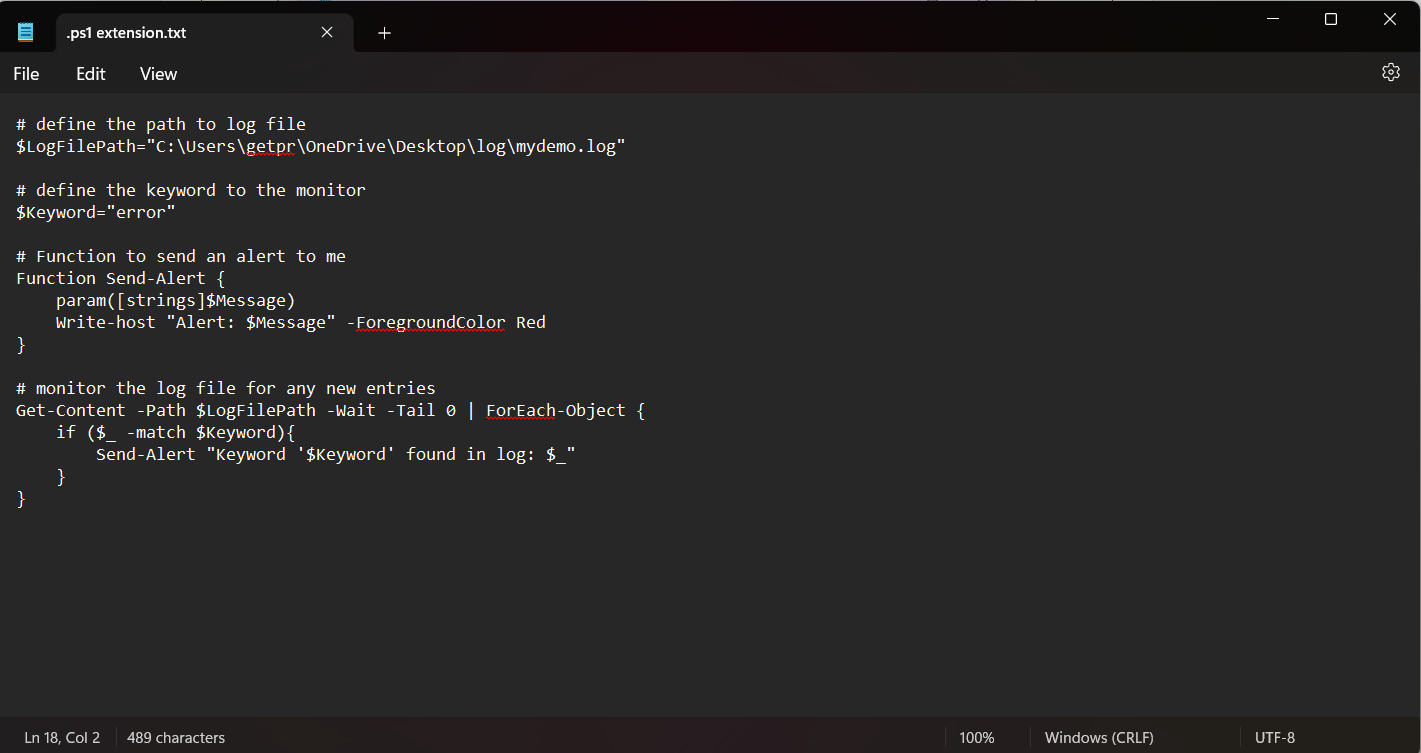 .ps1 extension.txt
File Edit View
# define the path to log file
$LogFilePath="C:\Users\getpr\OneDrive\Desktop\log\mydemo.log"
# define the keyword to the monitor
$Keyword="error"
# Function to send an alert to me
Function Send-Alert {
    param([strings]$Message)
    Write-host "Alert: $Message" -ForegroundColor Red
}
# monitor the log file for any new entries
Get-Content -Path $LogFilePath -Wait -Tail 0 | ForEach-Object {
    if ($_ -match $Keyword){
        Send-Alert "Keyword '$Keyword' found in log: $_"
    }
}
Ln 18, Col 2 489 characters 100% Windows (CRLF) UTF-8